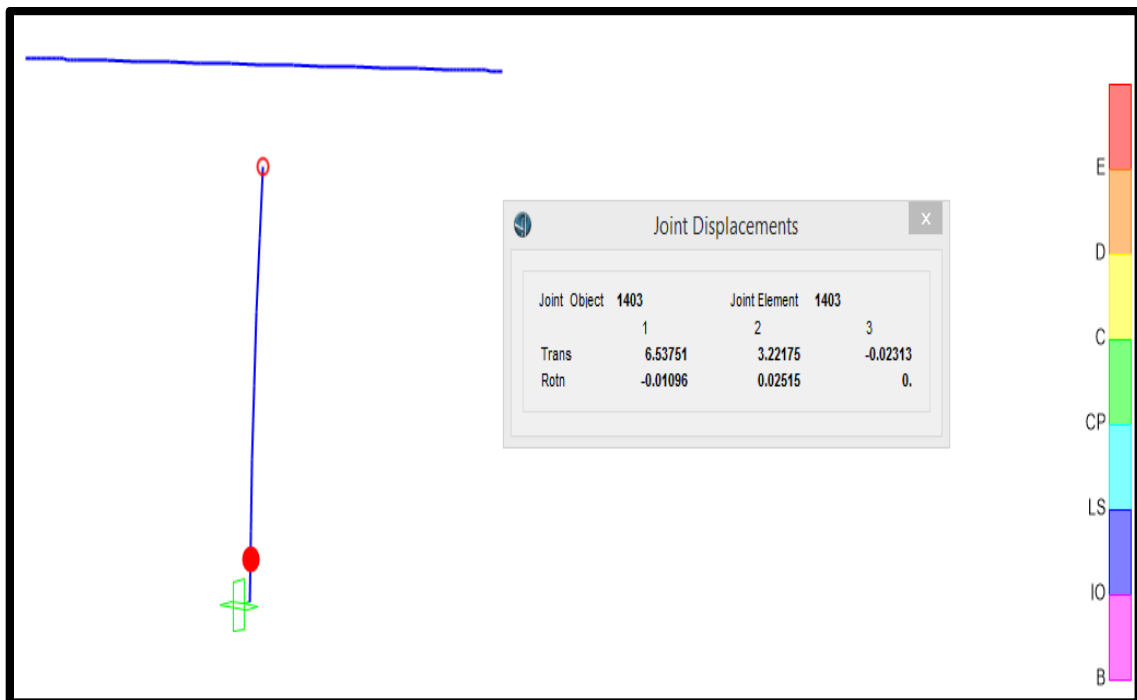 Joint Displacements
x
Joint Object 1403 Joint Element 1403
1 2 3
Trans 6.53751 3.22175 -0.02313
Rotn -0.01096 0.02515 0.
E
D
C
CP
LS
IO
B